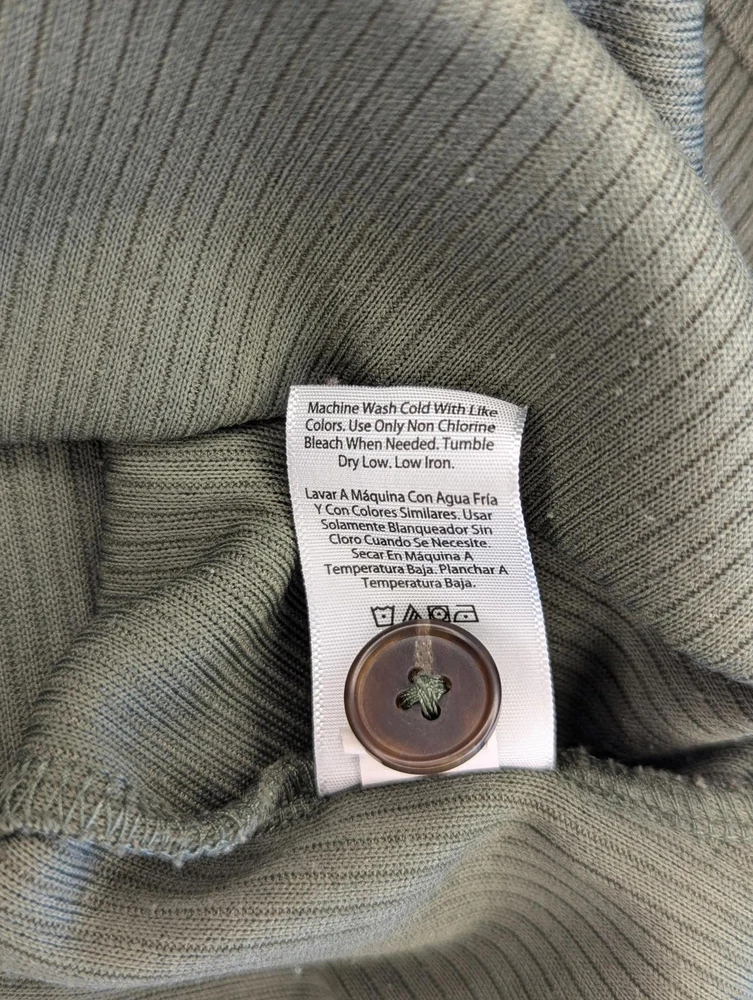 Machine Wash Cold With Like
Colors. Use Only Non Chlorine
Bleach When Needed. Tumble
Dry Low. Low Iron.
Lavar A Máquina Con Agua Fría
Y Con Colores Similares. Usar
Solamente Blanqueador Sin
Cloro Cuando Se Necesite.
Secar En Máquina A
Temperatura Baja. Planchar A
Temperatura Baja.